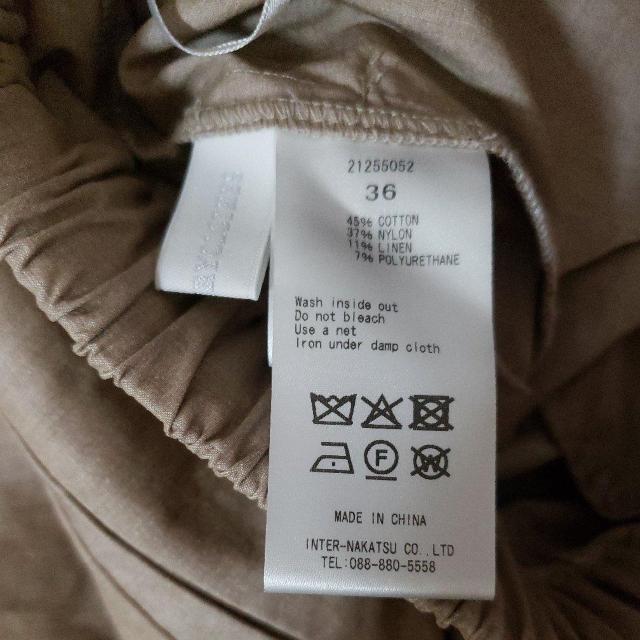 21255052
36
45% COTTON
37% NYLON
11% LINEN
7% POLYURETHANE
Wash inside out
Do not bleach
Use a net
Iron under damp cloth
F
W
MADE IN CHINA
INTER-NAKATSU CO.,LTD
TEL:088-880-5558